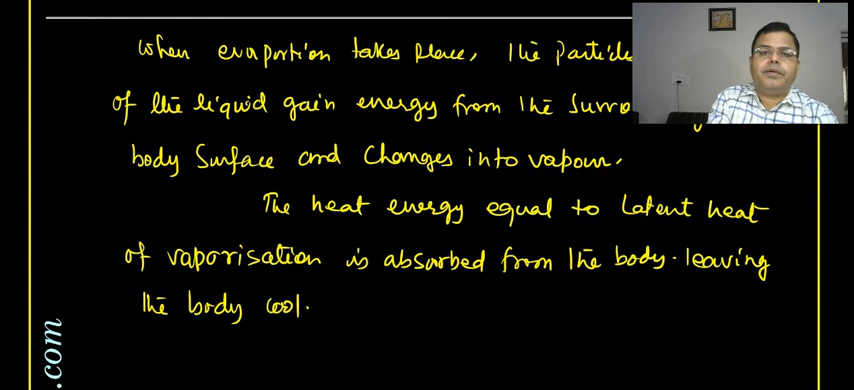 When evaportion takes place, The Particle
of the liquid gain energy from the surro
body Surface and Changes into vapour.
The heat energy equal to Latent heat
of vaporisation is absorbed from the body. leaving
the body cool.
.com